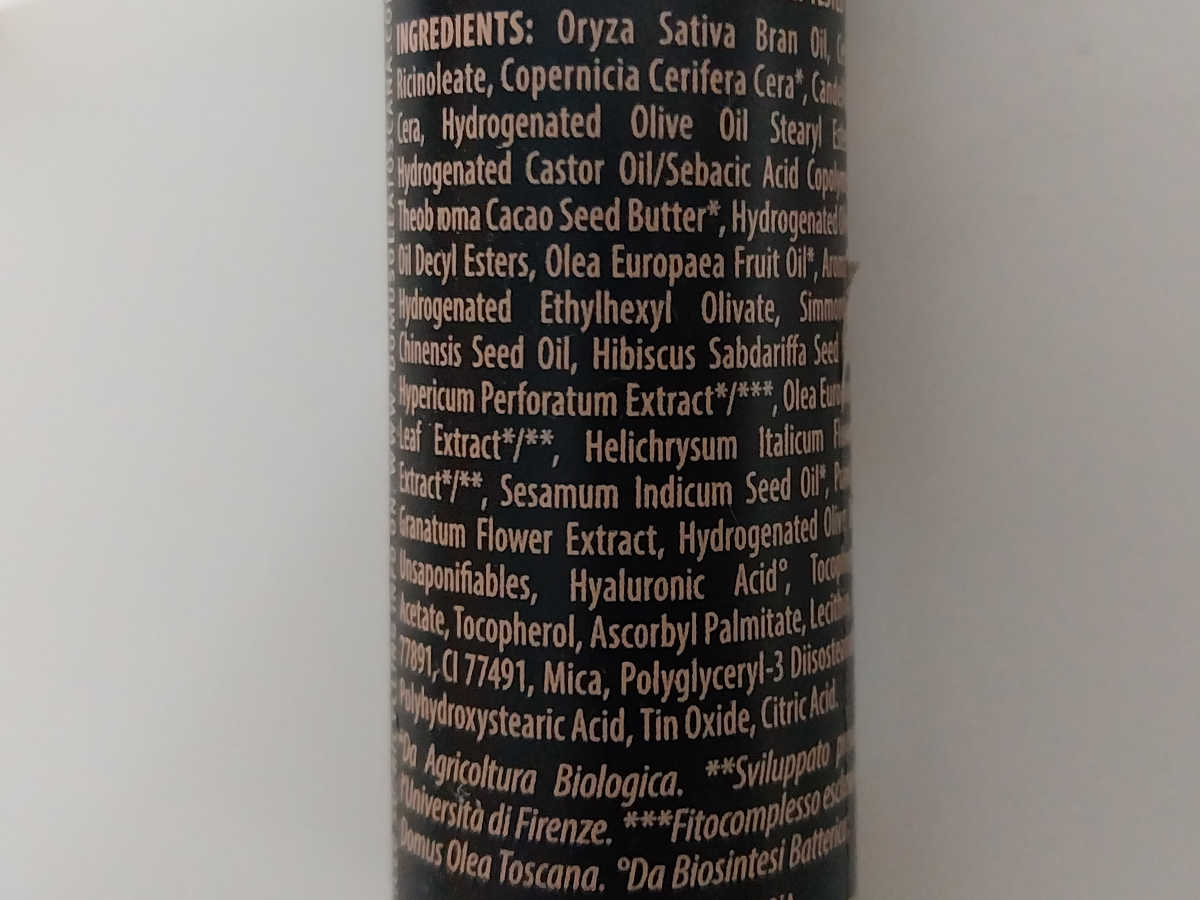 INGREDIENTS: Oryza Sativa Bran Oil,
Ricinoleate, Copernicia Cerifera Cera*,
Cera, Hydrogenated Olive Oil Stearyl
Hydrogenated Castor Oil/Sebacic Acid
Theobroma Cacao Seed Butter*, Hydrogenated
Oil Decyl Esters, Olea Europaea Fruit Oil*,
Hydrogenated Ethylhexyl Olivate,
Chinensis Seed Oil, Hibiscus Sabdariffa Seed
Hypericum Perforatum Extract*/***, Olea
Leaf Extract*/**, Helichrysum Italicum
Extract*/**, Sesamum Indicum Seed Oil*,
Granatum Flower Extract, Hydrogenated
Unsaponifiables, Hyaluronic Acid°,
Acetate, Tocopherol, Ascorbyl Palmitate,
77891, CI 77491, Mica, Polyglyceryl-3
Polyhydroxystearic Acid, Tin Oxide, Citric Acid.
*Da Agricoltura Biologica. **Sviluppato
l'Università di Firenze. ***Fitocomplesso
Domus Olea Toscana. °Da Biosintesi